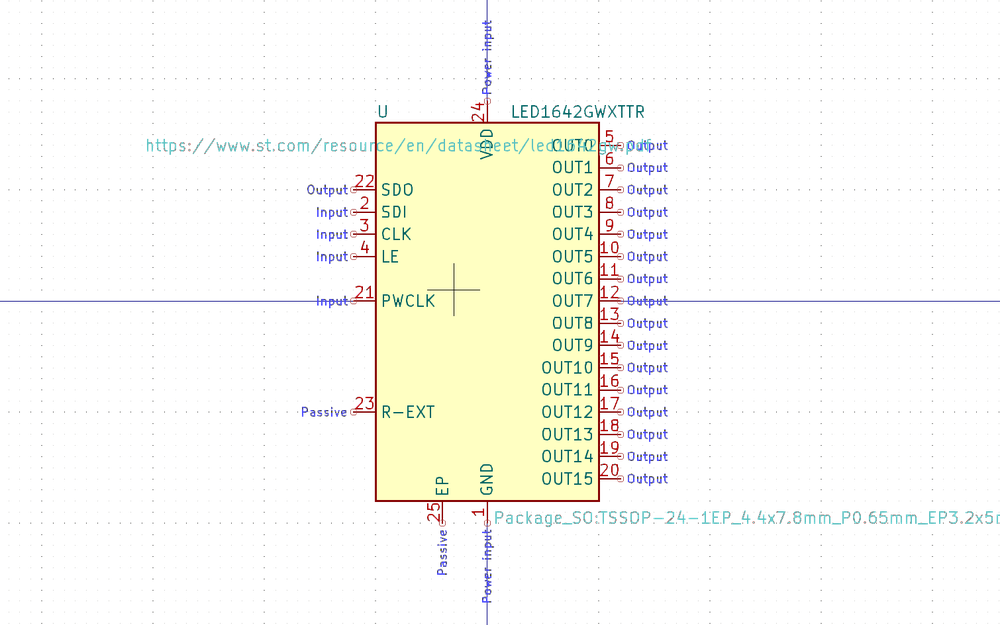 Power input
24
U LED1642GWXTTR
VDD
https://www.st.com/resource/en/datasheet/led1642gw.pdf
OUT0 5 Output
OUT1 6 Output
Output 22 SDO OUT2 7 Output
Input 2 SDI OUT3 8 Output
Input 3 CLK OUT4 9 Output
Input 4 LE OUT5 10 Output
OUT6 11 Output
Input 21 PWCLK OUT7 12 Output
OUT8 13 Output
OUT9 14 Output
OUT10 15 Output
OUT11 16 Output
Passive 23 R-EXT OUT12 17 Output
OUT13 18 Output
OUT14 19 Output
OUT15 20 Output
EP GND
25 1
Package_SO:TSSOP-24-1EP_4.4x7.8mm_P0.65mm_EP3.2x5m
Passive Power input